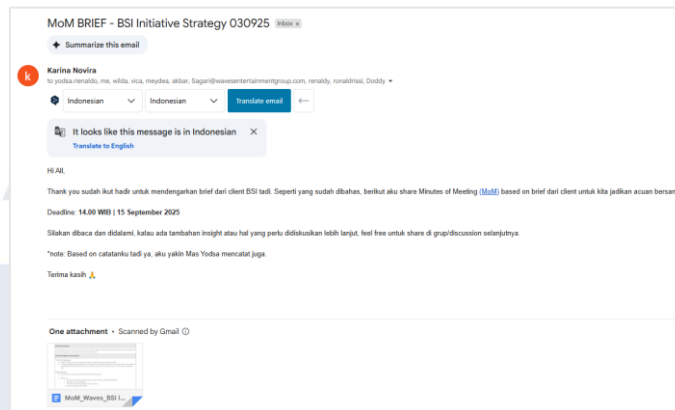 MoM BRIEF - BSI Initiative Strategy 030925 Inbox x
Summarize this email
Karina Novira
to yodsa.rienaldo, me, wilda, vica, meydea, akbar, Sagari@wavesentertainmentgroup.com, renaldy, ronaldrissi, Doddy
k
Indonesian Indonesian Translate email
It looks like this message is in Indonesian
Translate to English
Hi All,
Thank you sudah ikut hadir untuk mendengarkan brief dari client BSI tadi. Seperti yang sudah dibahas, berikut aku share Minutes of Meeting (MoM) based on brief dari client untuk kita jadikan acuan bersan
Deadline: 14.00 WIB | 15 September 2025
Silakan dibaca dan didalami, kalau ada tambahan insight atau hal yang perlu didiskusikan lebih lanjut, feel free untuk share di grup/discussion selanjutnya.
*note: Based on catatanku tadi ya, aku yakin Mas Yodsa mencatat juga.
Terima kasih 🙏
One attachment • Scanned by Gmail
MoM_Waves_BSI I...